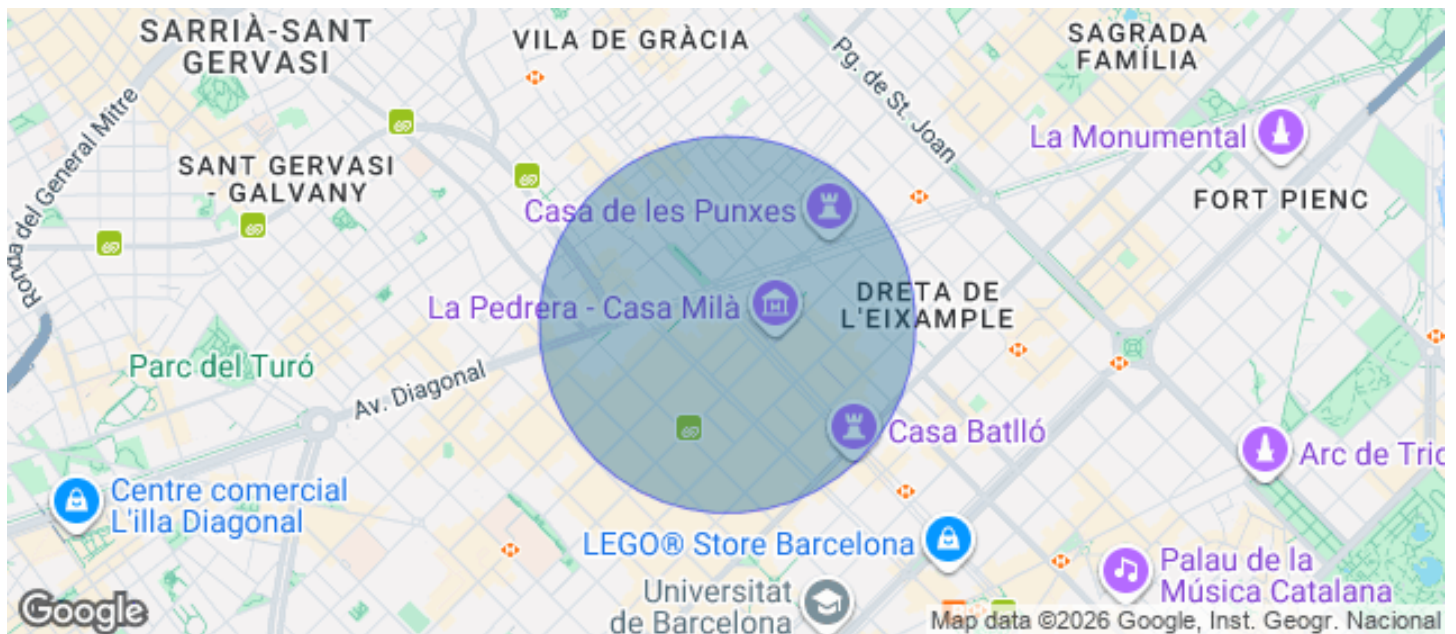 SARRIÀ-SANT
GERVASI
VILA DE GRÀCIA
SAGRADA
FAMÍLIA
Pg. de St. Joan
Ronda del General Mitre
La Monumental
SANT GERVASI
- GALVANY
FORT PIENC
Casa de les Punxes
DRETA DE
L'EIXAMPLE
La Pedrera - Casa Milà
Parc del Turó
Av. Diagonal
Casa Batlló
Arc de Trio
Centre comercial
L'illa Diagonal
LEGO® Store Barcelona
Palau de la
Música Catalana
Universitat
de Barcelona
Google
Map data ©2026 Google, Inst. Geogr. Nacional